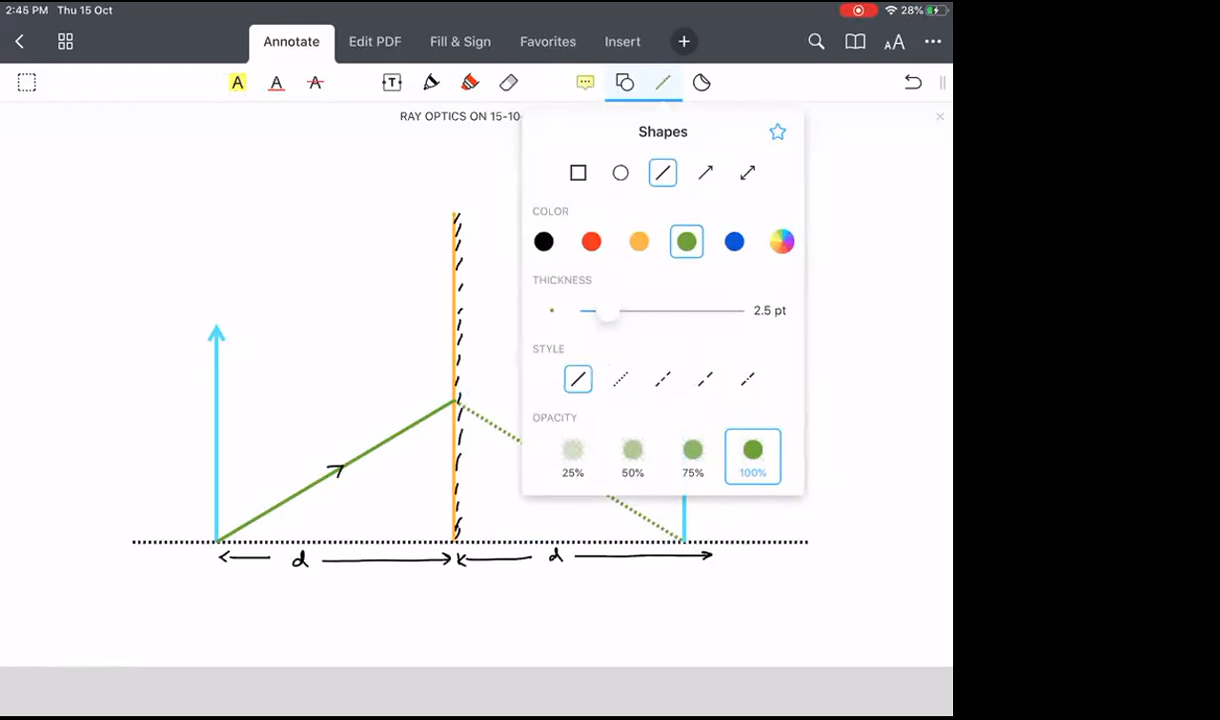 2:45 PM Thu 15 Oct 28%
Annotate Edit PDF Fill & Sign Favorites Insert
AA
A A A T
RAY OPTICS ON 15-10
Shapes
COLOR
THICKNESS
2.5 pt
STYLE
OPACITY
25% 50% 75% 100%
d d